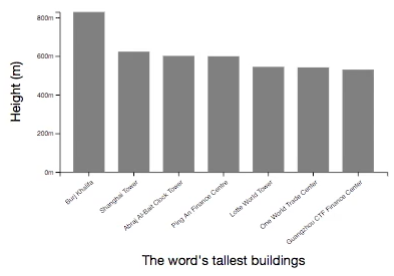 800m
600m
400m
200m
0m
Height (m)
Burj Khalifa
Shanghai Tower
Abraj Al-Bait Clock Tower
Ping An Finance Centre
Lotte World Tower
One World Trade Center
Guangzhou CTF Finance Center
The word's tallest buildings